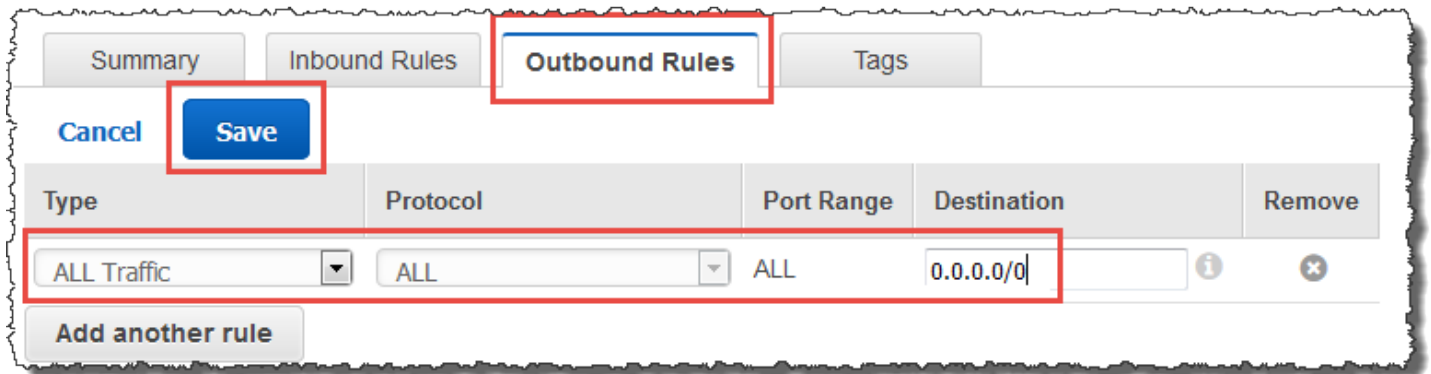 Summary Inbound Rules Outbound Rules Tags
Cancel Save
Type Protocol Port Range Destination Remove
ALL Traffic ALL ALL 0.0.0.0/0
Add another rule